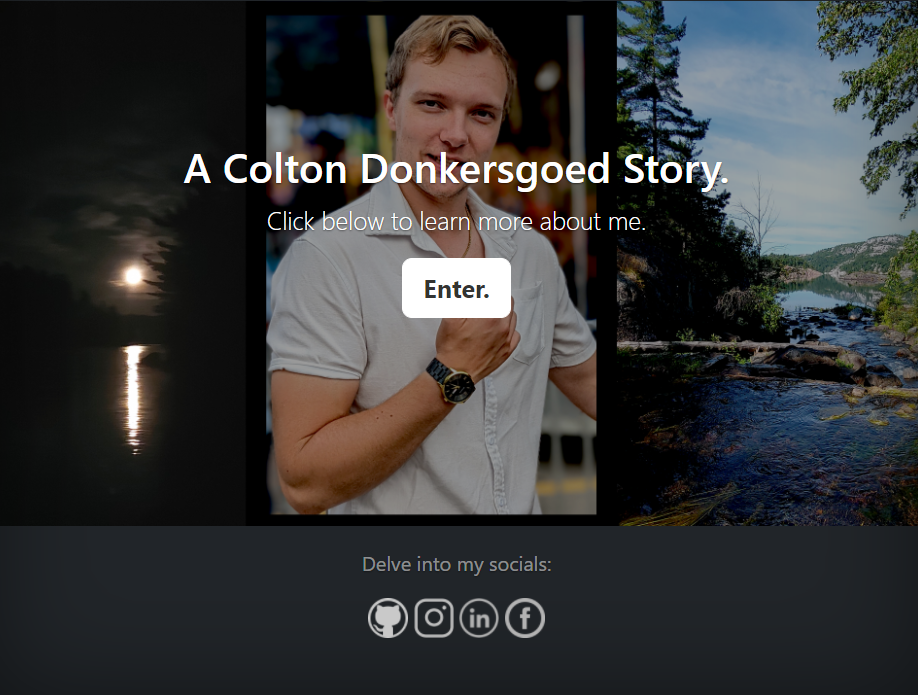 A Colton Donkersgoed Story.
Click below to learn more about me.
Enter.
Delve into my socials:
in
f